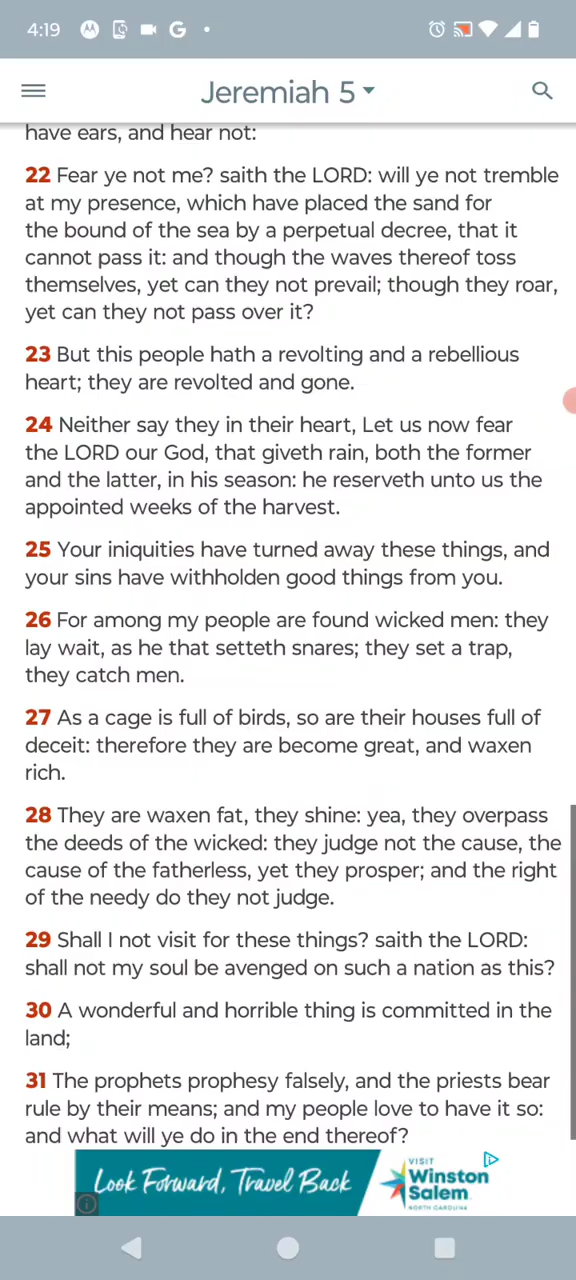 4:19
G
Jeremiah 5
have ears, and hear not:
22 Fear ye not me? saith the LORD: will ye not tremble
at my presence, which have placed the sand for
the bound of the sea by a perpetual decree, that it
cannot pass it: and though the waves thereof toss
themselves, yet can they not prevail; though they roar,
yet can they not pass over it?
23 But this people hath a revolting and a rebellious
heart; they are revolted and gone.
24 Neither say they in their heart, Let us now fear
the LORD our God, that giveth rain, both the former
and the latter, in his season: he reserveth unto us the
appointed weeks of the harvest.
25 Your iniquities have turned away these things, and
your sins have withholden good things from you.
26 For among my people are found wicked men: they
lay wait, as he that setteth snares; they set a trap,
they catch men.
27 As a cage is full of birds, so are their houses full of
deceit: therefore they are become great, and waxen
rich.
28 They are waxen fat, they shine: yea, they overpass
the deeds of the wicked: they judge not the cause, the
cause of the fatherless, yet they prosper; and the right
of the needy do they not judge.
29 Shall I not visit for these things? saith the LORD:
shall not my soul be avenged on such a nation as this?
30 A wonderful and horrible thing is committed in the
land;
31 The prophets prophesy falsely, and the priests bear
rule by their means; and my people love to have it so:
and what will ye do in the end thereof?
Look Forward, Travel Back
VISIT
Winston
Salem
NORTH CAROLINA